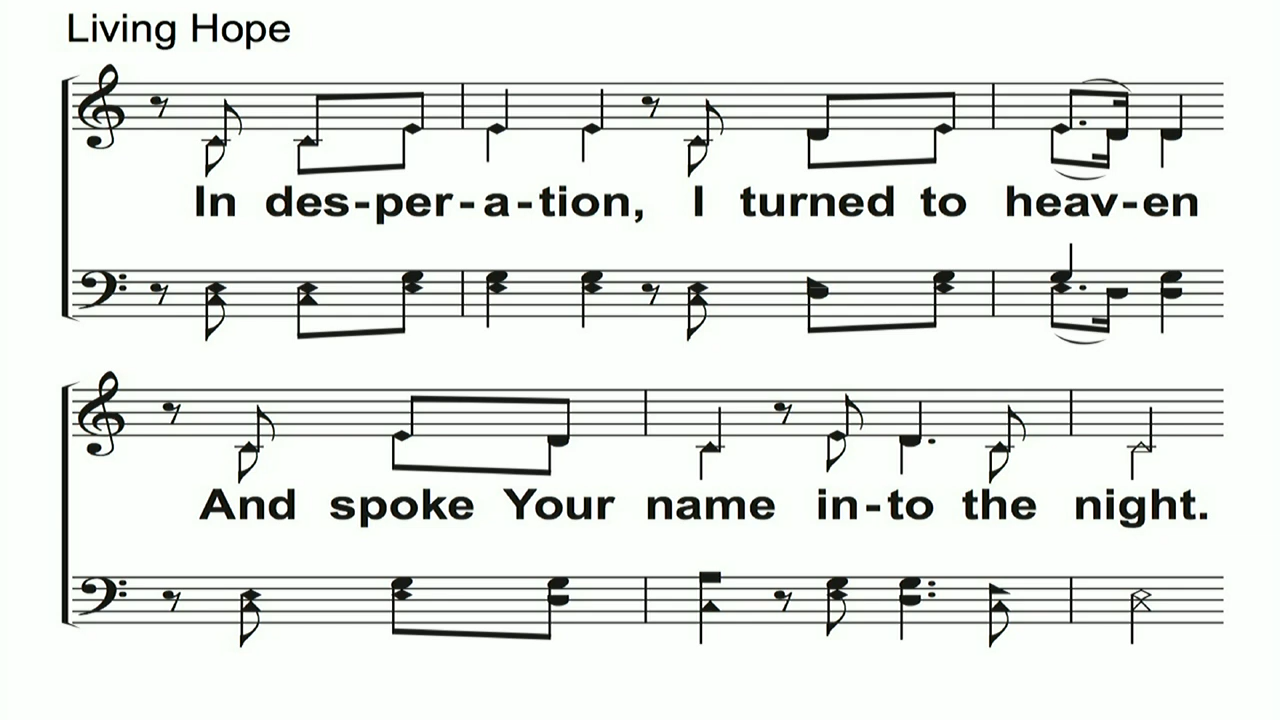 Living Hope
In des-per-a-tion, I turned to heav-en
And spoke Your name in-to the night.